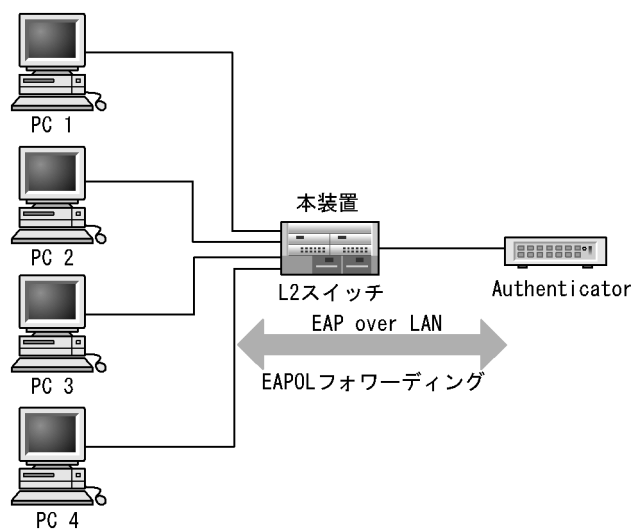 PC 1
PC 2
PC 3
PC 4
本装置
L2スイッチ
Authenticator
EAP over LAN
EAPOLフォワーディング